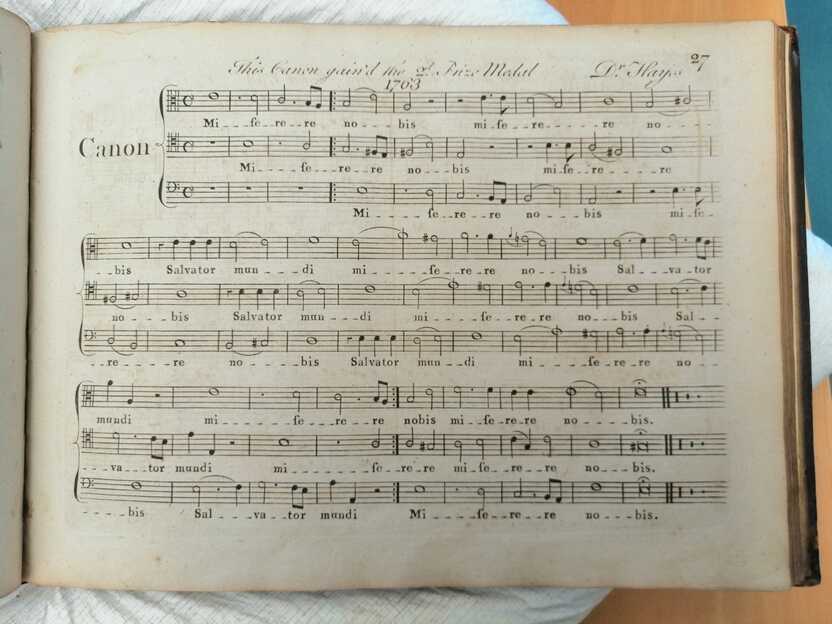 27
This Canon gain'd the 2d. Prize Medal Dr. Hayes
1763
Mi - - - ſe - re - re no - - bis mi - ſe - - re - - re no - - -
Canon
Mi - - - ſe - - re - - re no - - bis mi - ſe - - re - - - re
Mi - - - - ſe - - re - - re no - - - bis miſe -
- - bis Salvator mun - - - di mi - - - - ſe - - re - re no - - bis Sal - - va - tor
no - - - bis Salvator mun - - di mi - - - - ſe - re - re no - - bis Sal - -
- - re - - - re no - - - bis Salvator mun - - di mi - - - ſe - - re - re no - - -
mundi mi - - - - - ſe - - re - re nobis mi - ſe - re - re no - - - bis.
- - - va - - tor mundi mi - - - - - - ſe - - re - re mi - ſe - - re - - re no - - - bis.
- - - - bis Sal - - - va - - tor mundi Mi - - - ſe - re - - re no - - - bis.